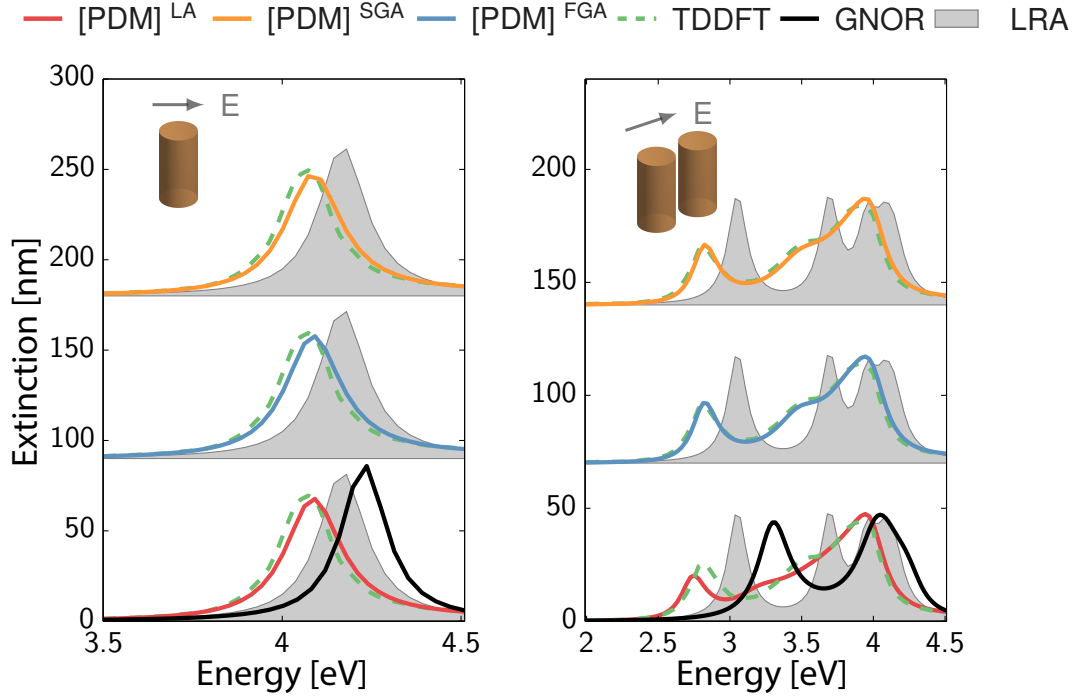 [PDM] LA [PDM] SGA [PDM] FGA TDDFT GNOR LRA
300
250
200
150
100
50
0
3.5 4 4.5
Energy [eV]
Extinction [nm]
E
200
150
100
50
0
2 2.5 3 3.5 4 4.5
Energy [eV]
E